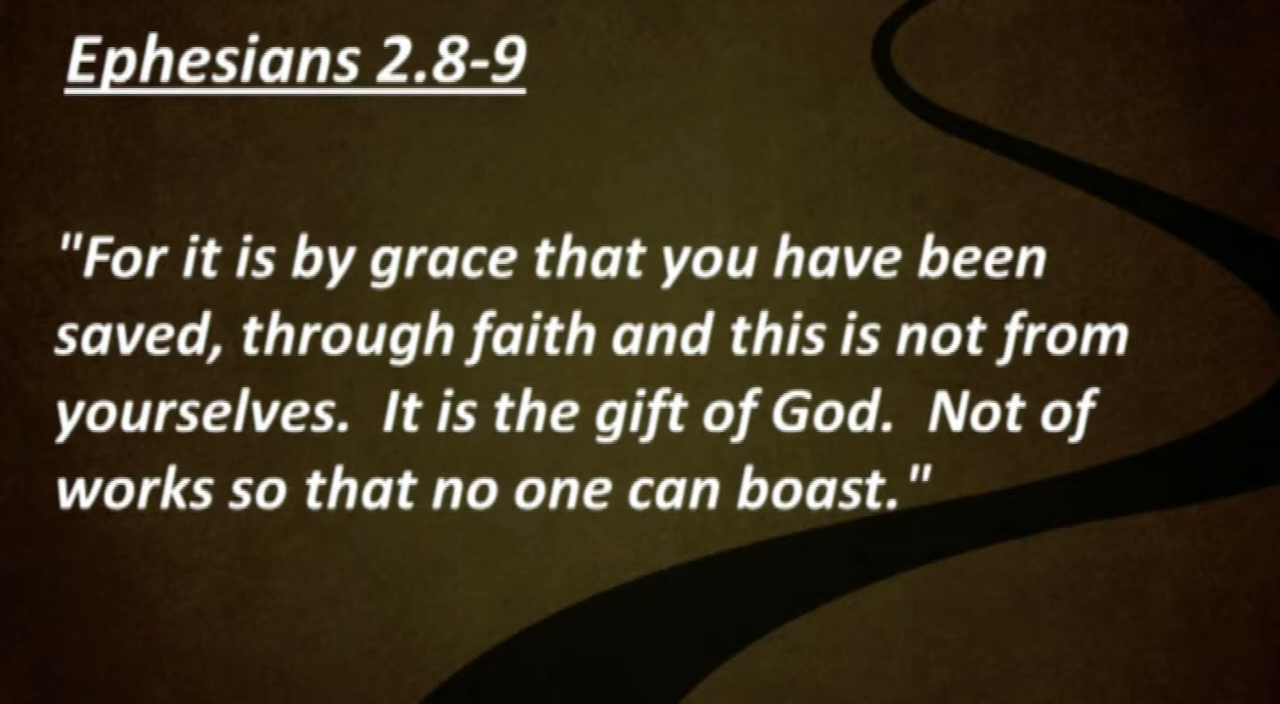 Ephesians 2.8-9
"For it is by grace that you have been
saved, through faith and this is not from
yourselves.  It is the gift of God.  Not of
works so that no one can boast."